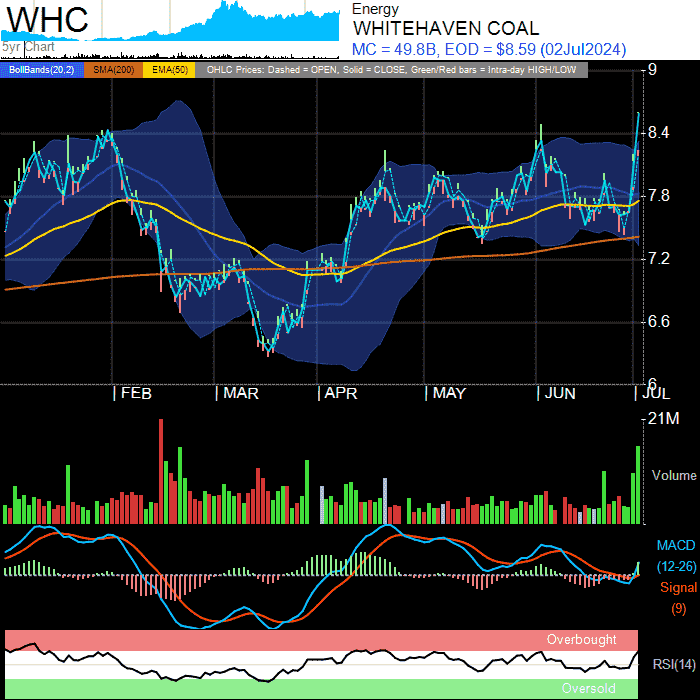 WHC
5yr Chart
Energy
WHITEHAVEN COAL
MC = 49.8B, EOD = $8.59 (02Jul2024)
BollBands(20,2) SMA(200) EMA(50) OHLC Prices: Dashed = OPEN, Solid = CLOSE, Green/Red bars = Intra-day HIGH/LOW
9
8.4
7.8
7.2
6.6
6
FEB MAR APR MAY JUN JUL
21M
Volume
MACD
(12-26)
Signal
(9)
Overbought
RSI(14)
Oversold